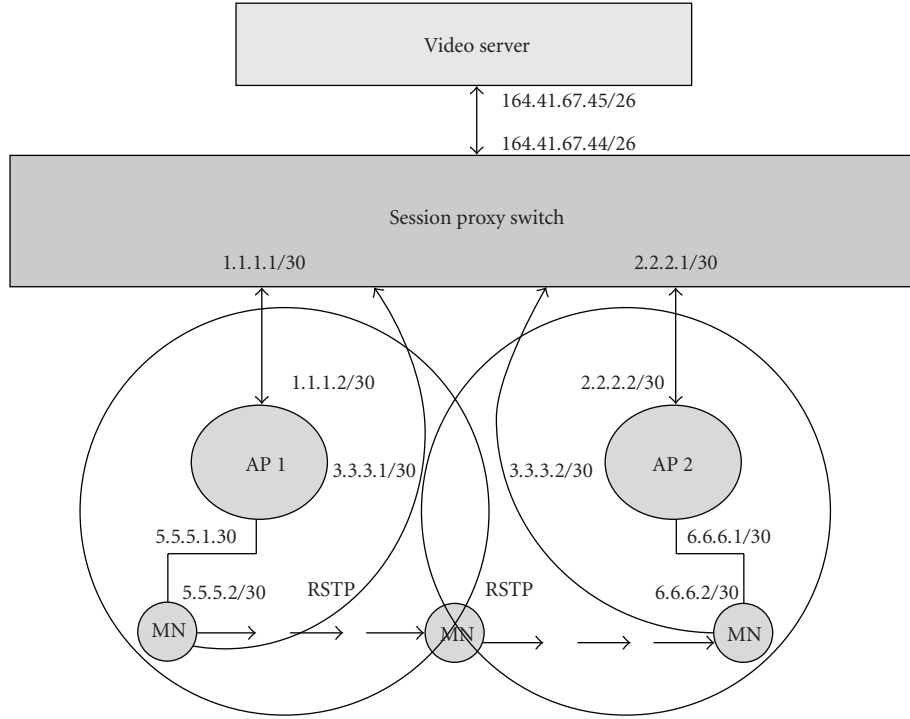 Video server
164.41.67.45/26
164.41.67.44/26
Session proxy switch
1.1.1.1/30
2.2.2.1/30
1.1.1.2/30
2.2.2.2/30
AP 1
3.3.3.1/30
3.3.3.2/30
AP 2
5.5.5.1.30
6.6.6.1/30
5.5.5.2/30
RSTP
RSTP
6.6.6.2/30
MN
MN
MN